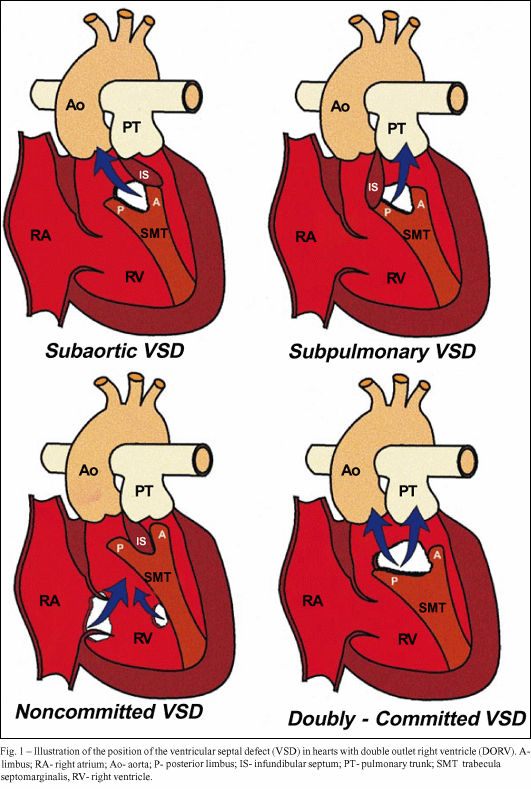 Ao
PT
IS
P
A
SMT
RA
RV
Subaortic VSD
Ao
PT
IS
P
A
SMT
RA
RV
Subpulmonary VSD
Ao
PT
P
IS
A
SMT
RA
RV
Noncommitted VSD
Ao
PT
A
P
SMT
RA
RV
Doubly - Committed VSD
Fig. 1 – Illustration of the position of the ventricular septal defect (VSD) in hearts with double outlet right ventricle (DORV). A-
limbus; RA- right atrium; Ao- aorta; P- posterior limbus; IS- infundibular septum; PT- pulmonary trunk; SMT trabecula
septomarginalis, RV- right ventricle.